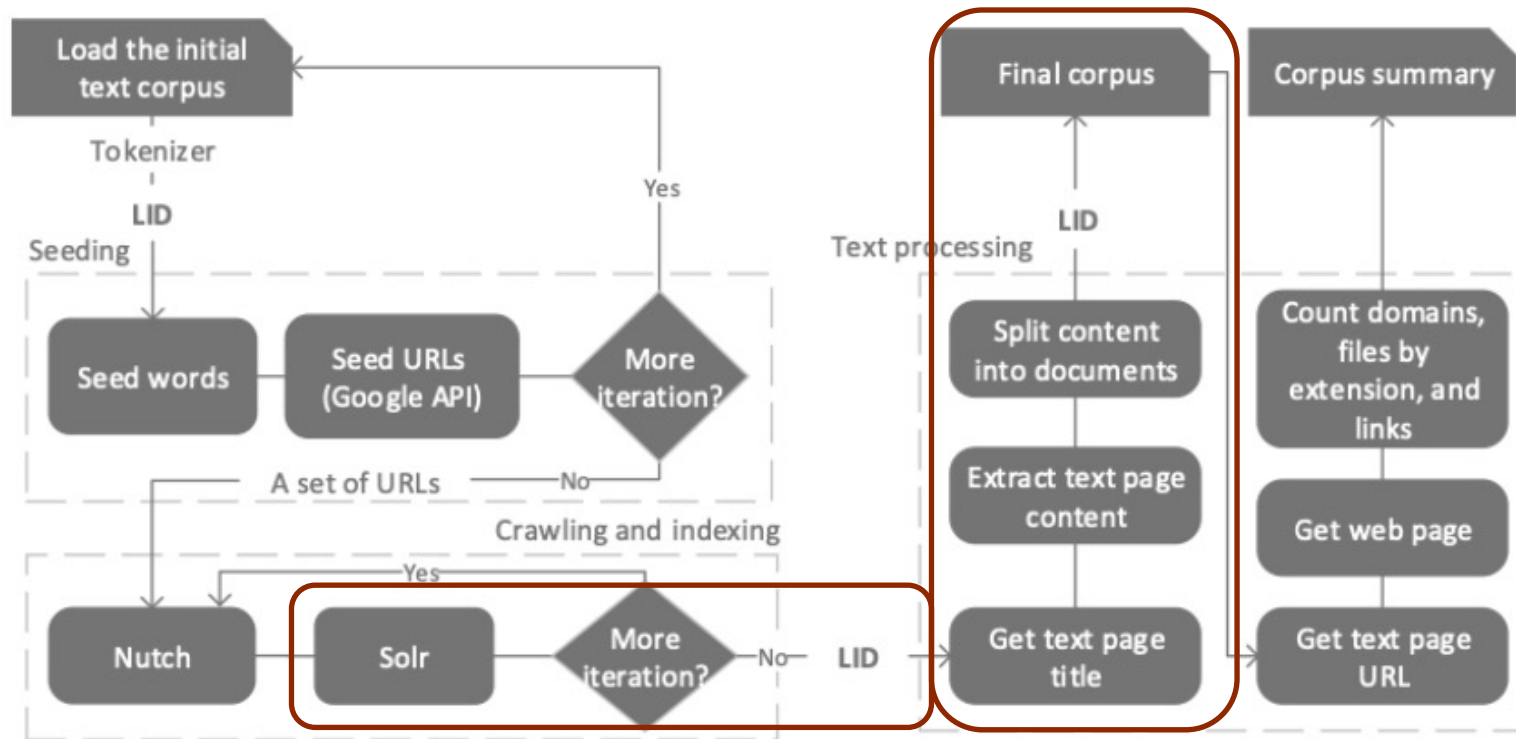 Load the initial
text corpus
Tokenizer
LID
Seeding
Seed words
Seed URLs
(Google API)
More
iteration?
Yes
No
A set of URLs
Crawling and indexing
Yes
Nutch
Solr
More
iteration?
No
LID
Text processing
Final corpus
LID
Split content
into documents
Extract text page
content
Get text page
title
Corpus summary
Count domains,
files by
extension, and
links
Get web page
Get text page
URL